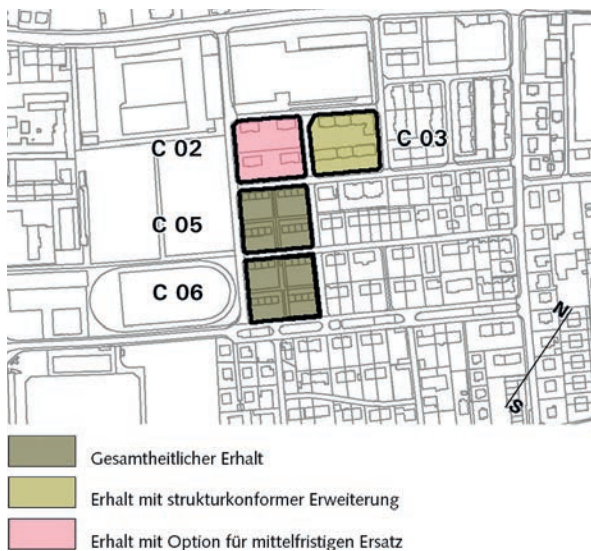 C 02
C 03
C 05
C 06
N
S
Gesamtheitlicher Erhalt
Erhalt mit strukturkonformer Erweiterung
Erhalt mit Option für mittelfristigen Ersatz